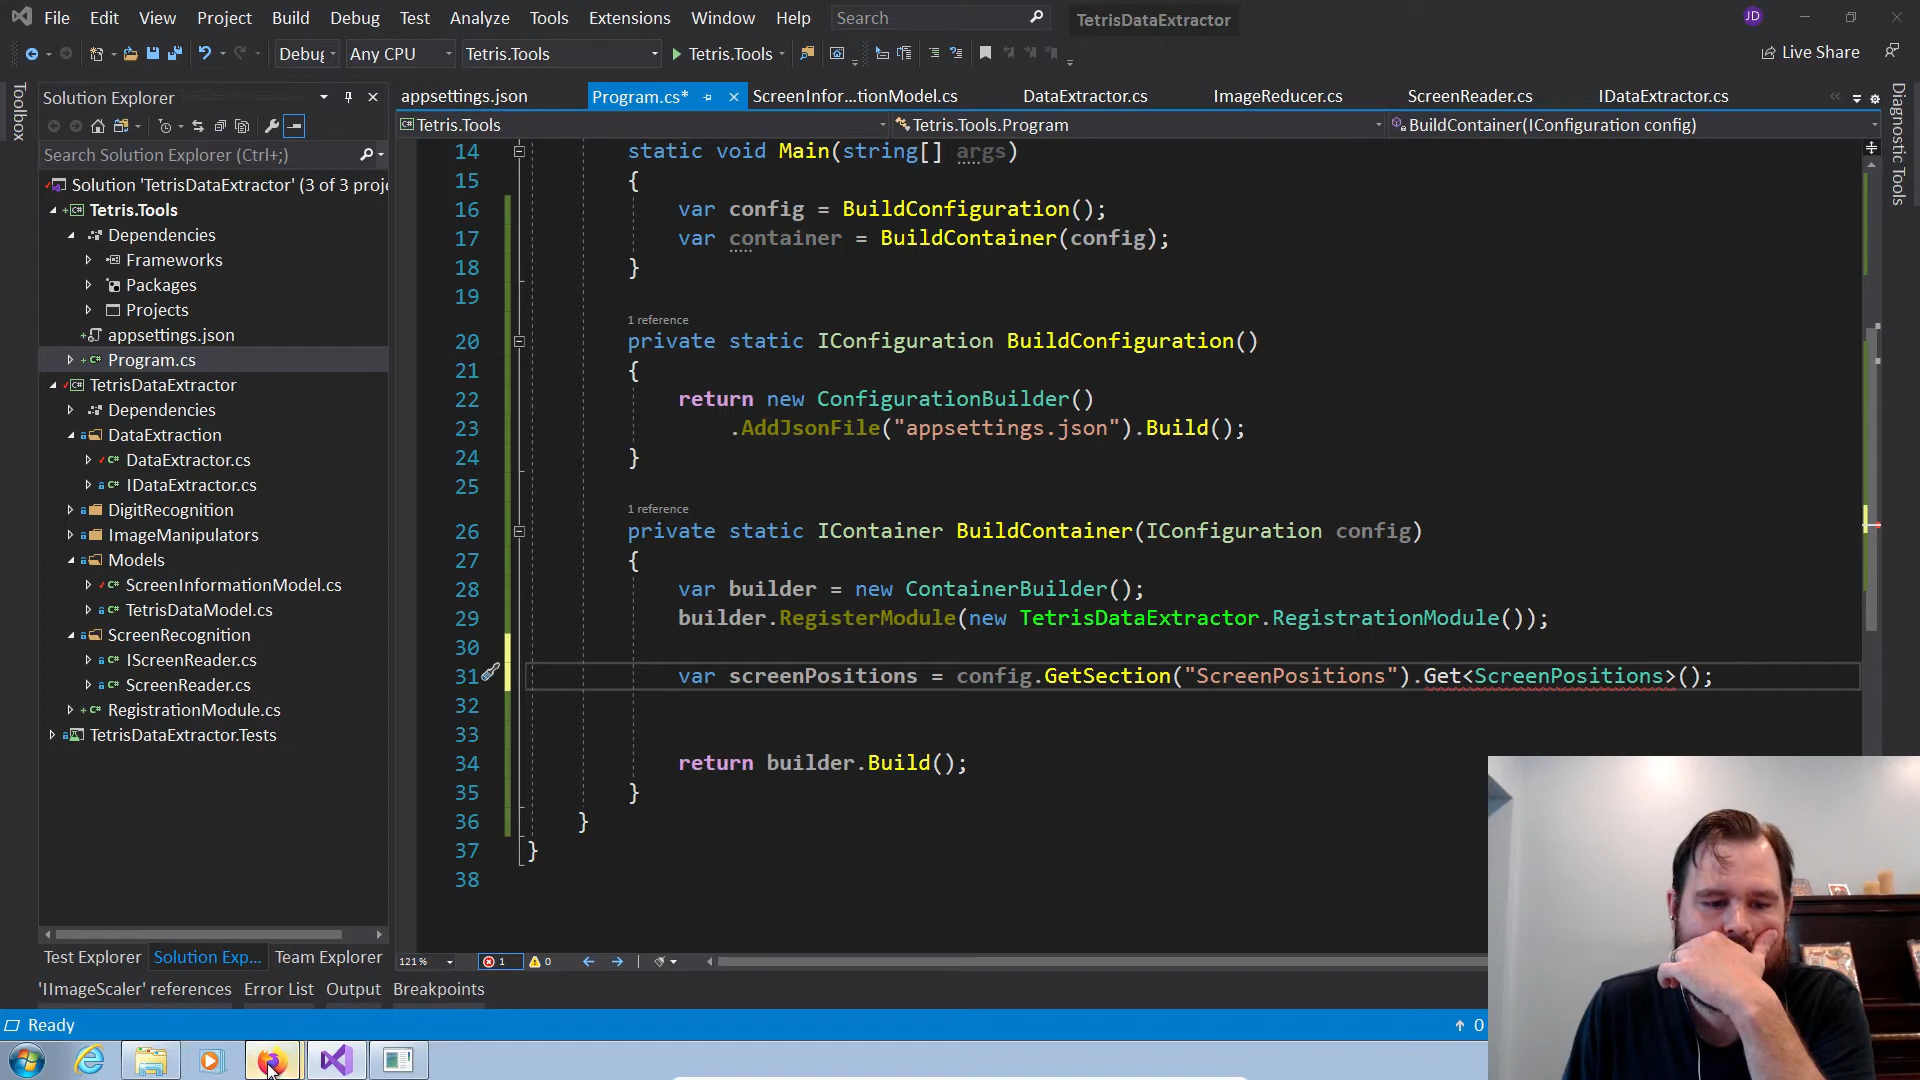 File Edit View Project Build Debug Test Analyze Tools Extensions Window Help Search TetrisDataExtractor JD
Debug Any CPU Tetris.Tools Tetris.Tools Live Share
Toolbox
Solution Explorer
Search Solution Explorer (Ctrl+;)
Solution 'TetrisDataExtractor' (3 of 3 proje
Tetris.Tools
Dependencies
Frameworks
Packages
Projects
appsettings.json
Program.cs
TetrisDataExtractor
Dependencies
DataExtraction
DataExtractor.cs
IDataExtractor.cs
DigitRecognition
ImageManipulators
Models
ScreenInformationModel.cs
TetrisDataModel.cs
ScreenRecognition
IScreenReader.cs
ScreenReader.cs
RegistrationModule.cs
TetrisDataExtractor.Tests
Test Explorer Solution Exp... Team Explorer
appsettings.json Program.cs* ScreenInfor...tionModel.cs DataExtractor.cs ImageReducer.cs ScreenReader.cs IDataExtractor.cs
Tetris.Tools Tetris.Tools.Program BuildContainer(IConfiguration config)
14 static void Main(string[] args)
15 {
16 var config = BuildConfiguration();
17 var container = BuildContainer(config);
18 }
19
1 reference
20 private static IConfiguration BuildConfiguration()
21 {
22 return new ConfigurationBuilder()
23 .AddJsonFile("appsettings.json").Build();
24 }
25
1 reference
26 private static IContainer BuildContainer(IConfiguration config)
27 {
28 var builder = new ContainerBuilder();
29 builder.RegisterModule(new TetrisDataExtractor.RegistrationModule());
30
31 var screenPositions = config.GetSection("ScreenPositions").Get<ScreenPositions>();
32
33
34 return builder.Build();
35 }
36 }
37 }
38
Diagnostic Tools
121 % 1 0
'IImageScaler' references Error List Output Breakpoints
Ready 0